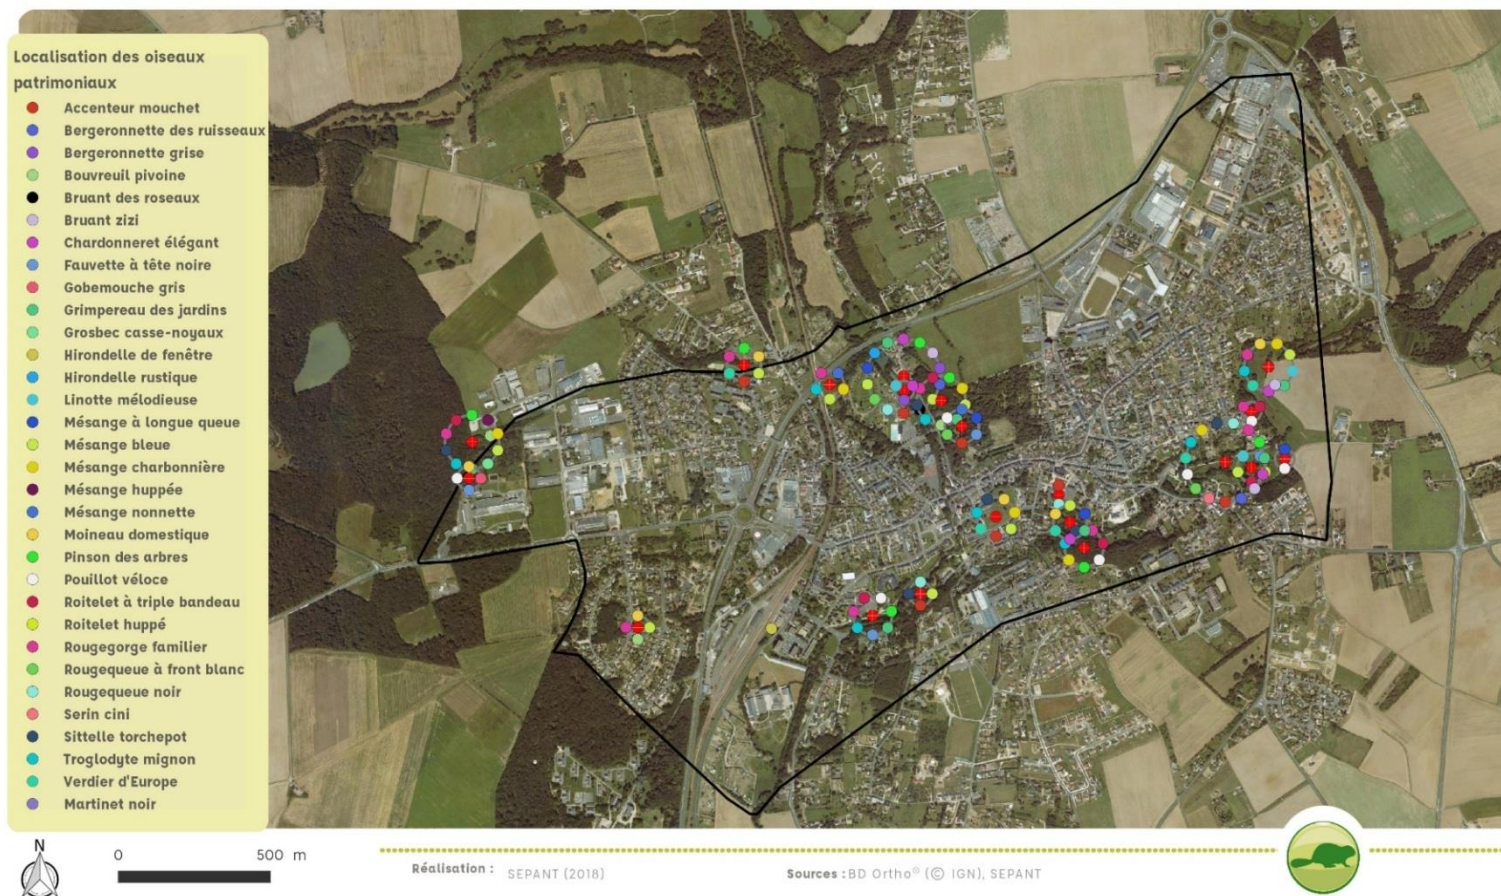 Localisation des oiseaux
patrimoniaux
Accenteur mouchet
Bergeronnette des ruisseaux
Bergeronnette grise
Bouvreuil pivoine
Bruant des roseaux
Bruant zizi
Chardonneret élégant
Fauvette à tête noire
Gobemouche gris
Grimpereau des jardins
Grosbec casse-noyaux
Hirondelle de fenêtre
Hirondelle rustique
Linotte mélodieuse
Mésange à longue queue
Mésange bleue
Mésange charbonnière
Mésange huppée
Mésange nonnette
Moineau domestique
Pinson des arbres
Pouillot véloce
Roitelet à triple bandeau
Roitelet huppé
Rougegorge familier
Rougequeue à front blanc
Rougequeue noir
Serin cini
Sittelle torchepot
Troglodyte mignon
Verdier d'Europe
Martinet noir
N
0 500 m
Réalisation : SEPANT (2018) Sources : BD Ortho® (© IGN), SEPANT